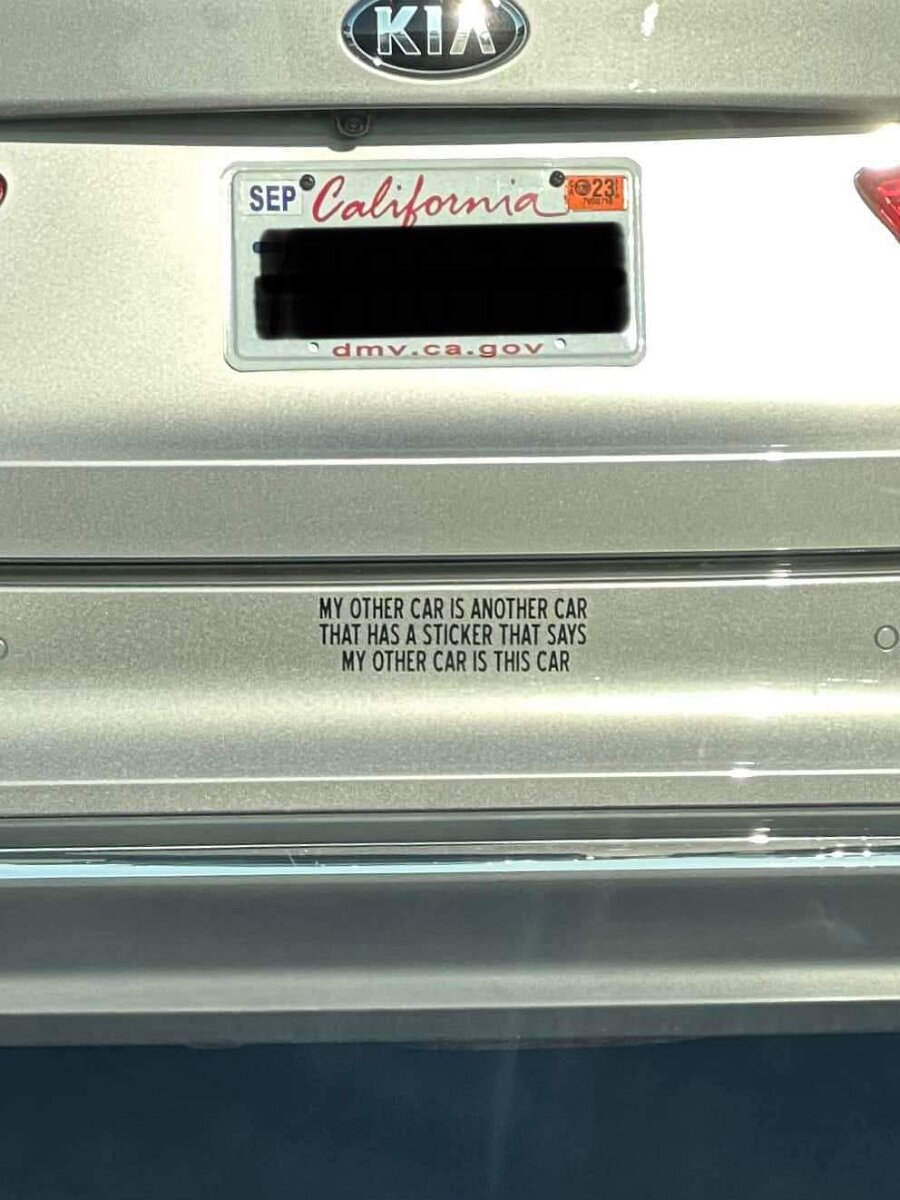 KIA
SEP California 23
dmv.ca.gov
MY OTHER CAR IS ANOTHER CAR
THAT HAS A STICKER THAT SAYS
MY OTHER CAR IS THIS CAR